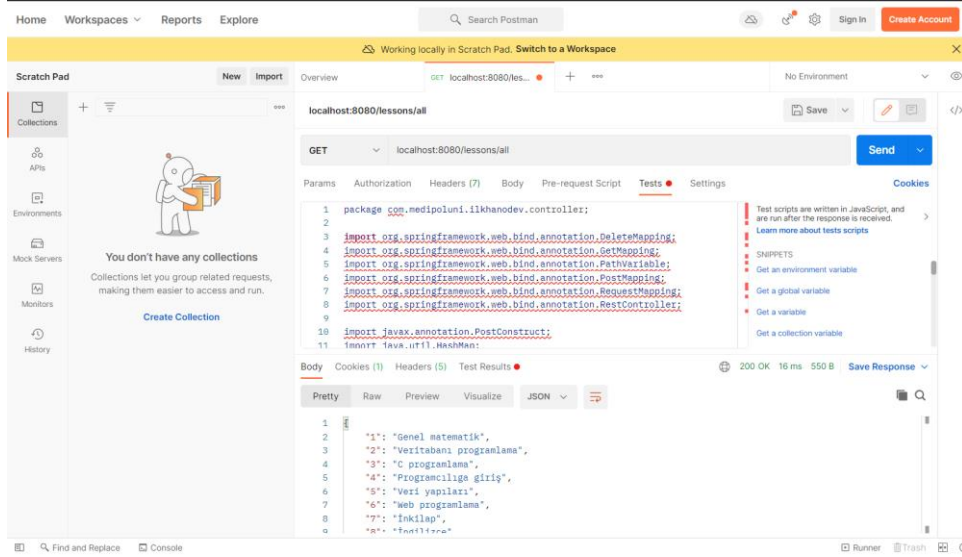 Home Workspaces Reports Explore Search Postman Sign In Create Account
Working locally in Scratch Pad. Switch to a Workspace
Scratch Pad New Import Overview GET localhost:8080/les... No Environment
Collections
localhost:8080/lessons/all Save
GET localhost:8080/lessons/all Send
APIs
Params Authorization Headers (7) Body Pre-request Script Tests Settings Cookies
Environments
Mock Servers
Monitors
History
You don't have any collections
Collections let you group related requests,
making them easier to access and run.
Create Collection
1 package com.medipoluni.ilkhanodev.controller;
2
3 import org.springframework.web.bind.annotation.DeleteMapping;
4 import org.springframework.web.bind.annotation.GetMapping;
5 import org.springframework.web.bind.annotation.PathVariable;
6 import org.springframework.web.bind.annotation.PostMapping;
7 import org.springframework.web.bind.annotation.RequestMapping;
8 import org.springframework.web.bind.annotation.RestController;
9
10 import javax.annotation.PostConstruct;
11 import java.util.HashMap;
Test scripts are written in JavaScript, and
are run after the response is received.
Learn more about tests scripts
SNIPPETS
Get an environment variable
Get a global variable
Get a variable
Get a collection variable
Body Cookies (1) Headers (5) Test Results 200 OK 16 ms 550 B Save Response
Pretty Raw Preview Visualize JSON
1 {
2 "1": "Genel matematik",
3 "2": "Veritabanı programlama",
4 "3": "C programlama",
5 "4": "Programcılıga giriş",
6 "5": "Veri yapıları",
7 "6": "Web programlama",
8 "7": "İnkilap",
9 "8": "İngilizce"
Find and Replace Console Runner Trash